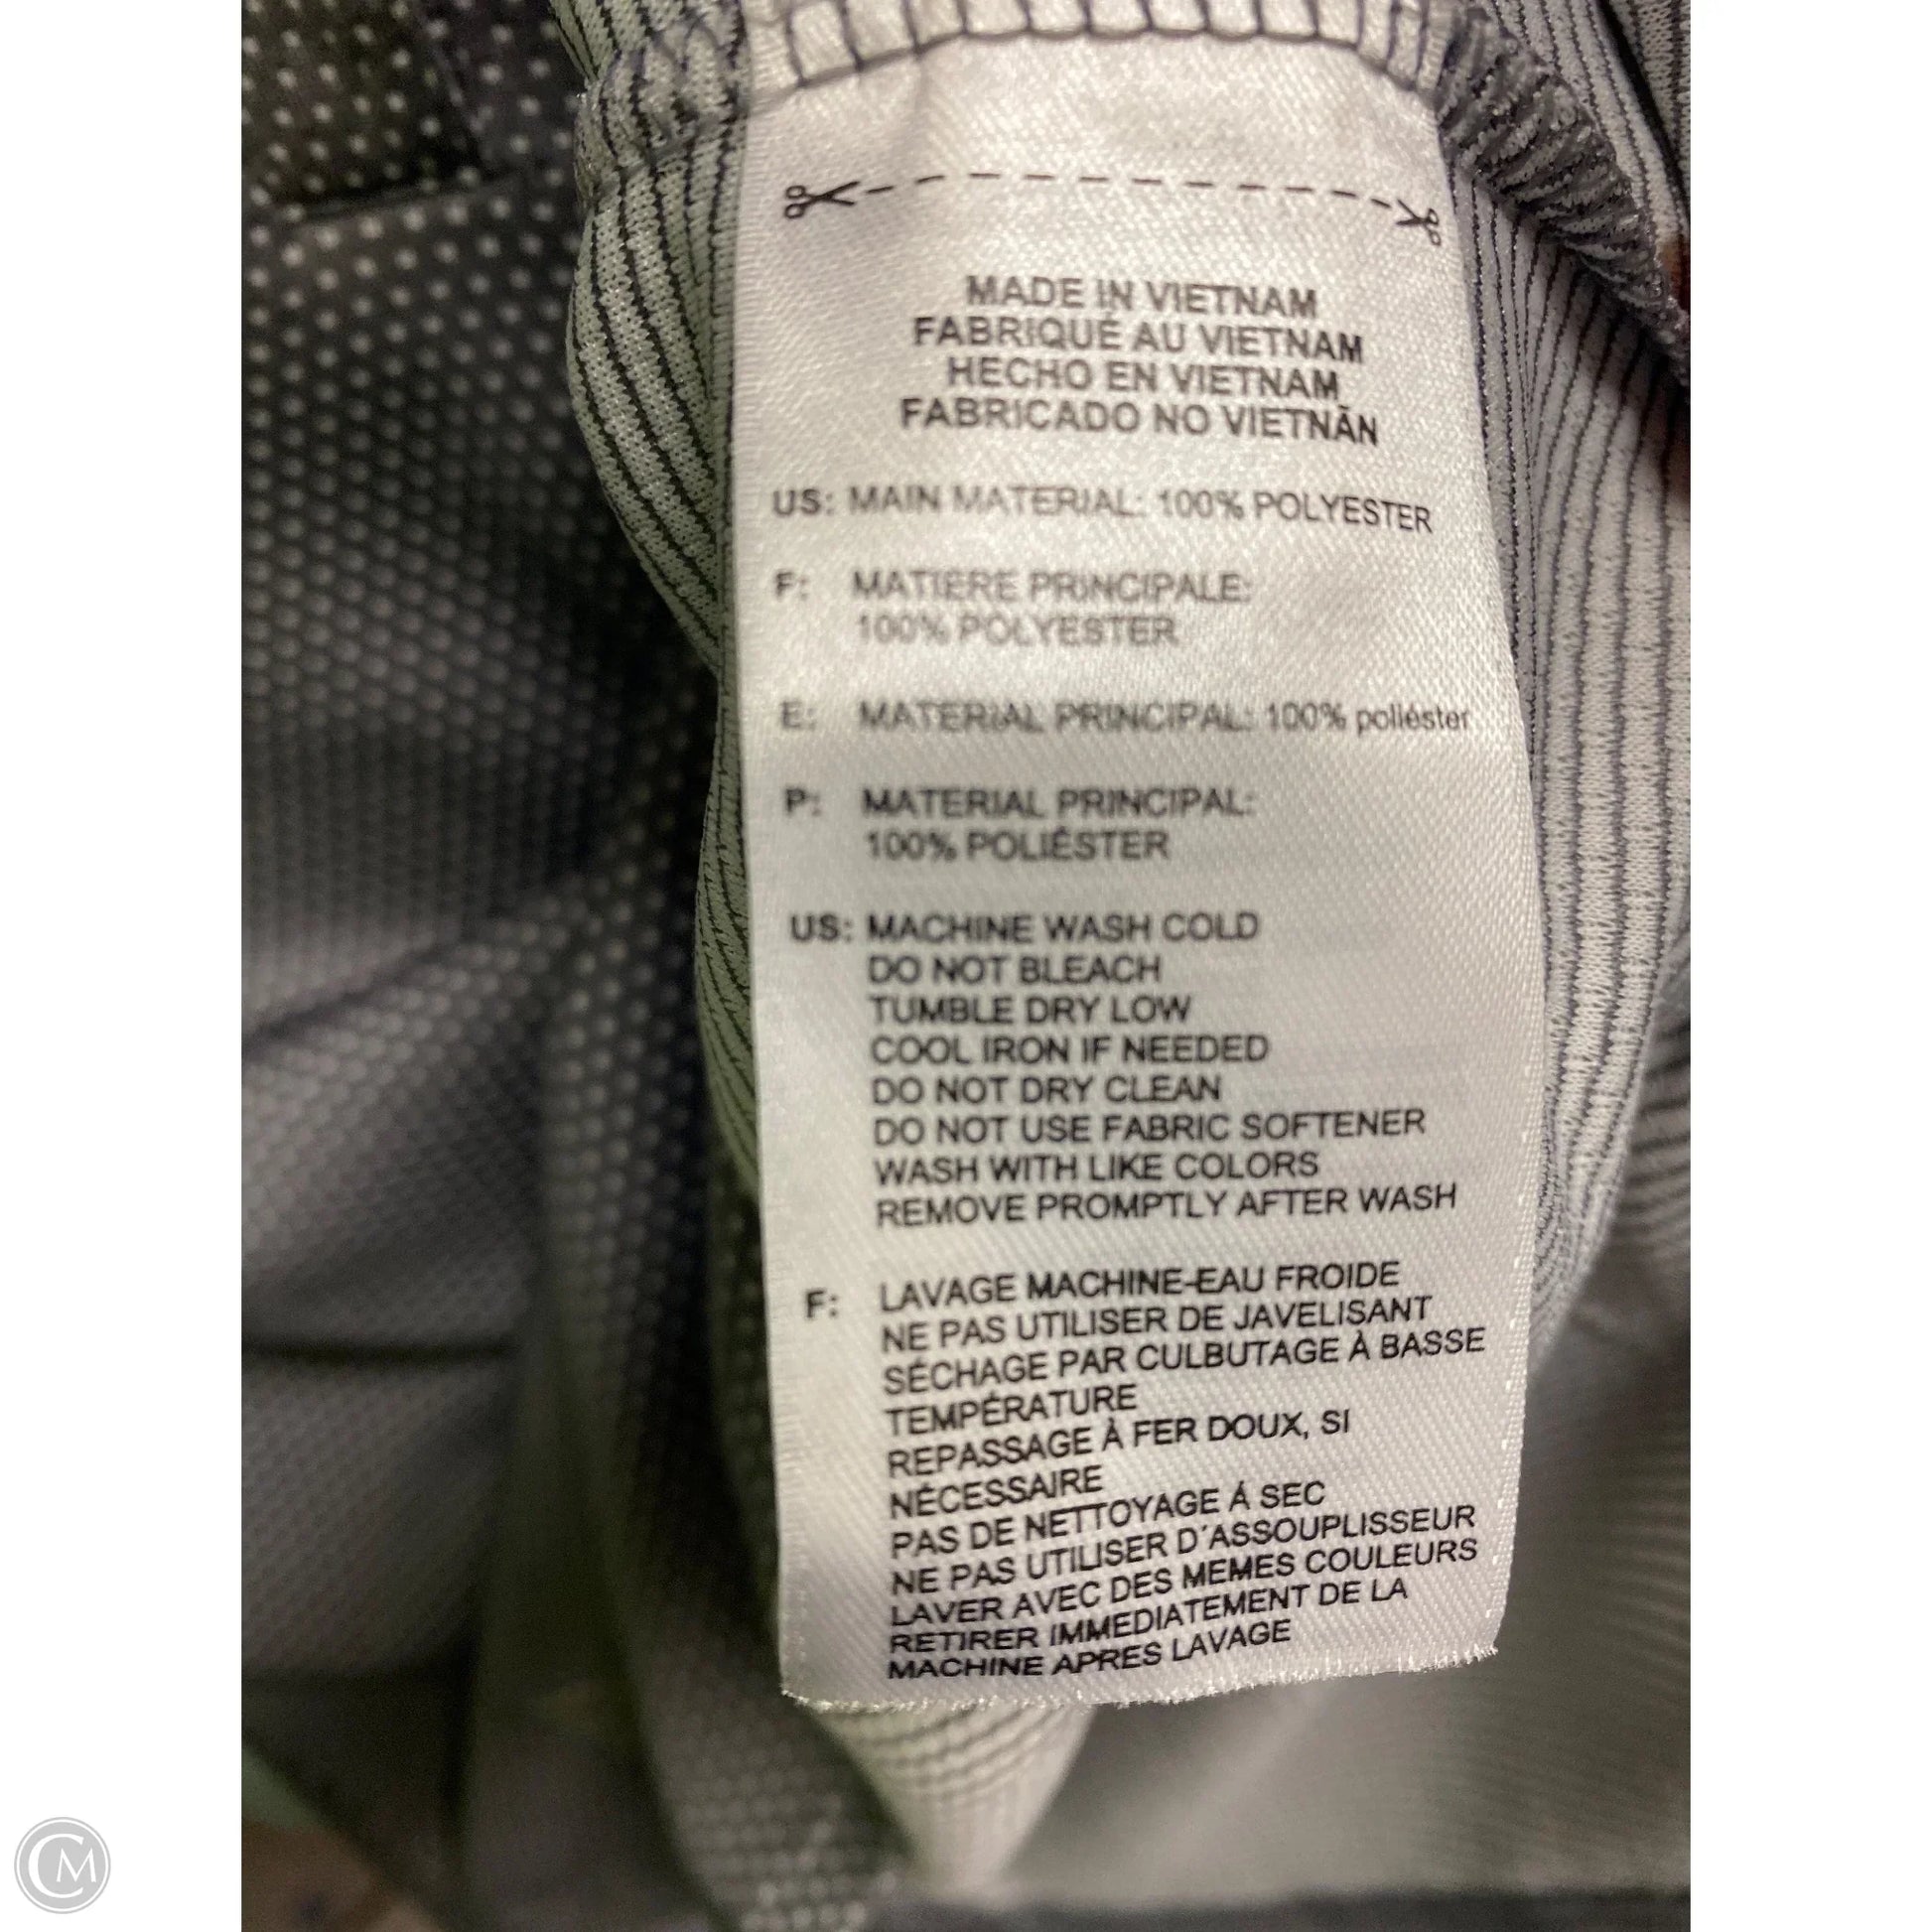 MADE IN VIETNAM
FABRIQUÉ AU VIETNAM
HECHO EN VIETNAM
FABRICADO NO VIETNÃN
US: MAIN MATERIAL: 100% POLYESTER
F: MATIERE PRINCIPALE:
100% POLYESTER
E: MATERIAL PRINCIPAL: 100% poliéster
P: MATERIAL PRINCIPAL:
100% POLIÉSTER
US: MACHINE WASH COLD
DO NOT BLEACH
TUMBLE DRY LOW
COOL IRON IF NEEDED
DO NOT DRY CLEAN
DO NOT USE FABRIC SOFTENER
WASH WITH LIKE COLORS
REMOVE PROMPTLY AFTER WASH
F: LAVAGE MACHINE-EAU FROIDE
NE PAS UTILISER DE JAVELISANT
SÉCHAGE PAR CULBUTAGE À BASSE
TEMPÉRATURE
REPASSAGE À FER DOUX, SI
NÉCESSAIRE
PAS DE NETTOYAGE Á SEC
NE PAS UTILISER D'ASSOUPLISSEUR
LAVER AVEC DES MEMES COULEURS
RETIRER IMMEDIATEMENT DE LA
MACHINE APRES LAVAGE
CM